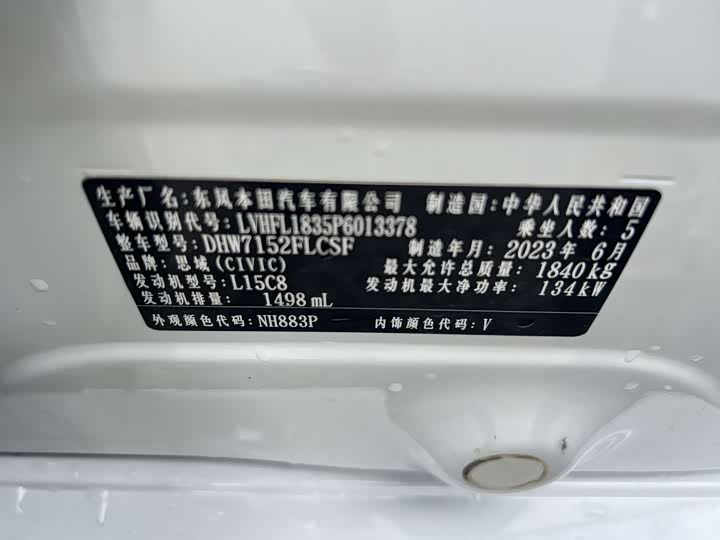 生产厂名：东风本田汽车有限公司 制造国：中华人民共和国
车辆识别代号：LVHFL1835P6013378 乘坐人数：5
整车型号：DHW7152FLCSF 制造年月：2023年 6月
品牌：思域(CIVIC) 最大允许总质量：1840kg
发动机型号：L15C8 发动机最大净功率：134kW
发动机排量：1498 mL
外观颜色代码：NH883P 内饰颜色代码：V